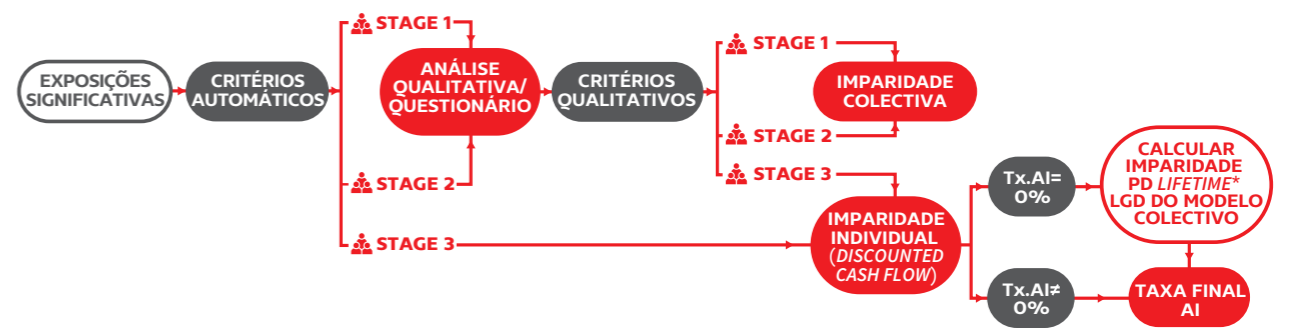 EXPOSIÇÕES
SIGNIFICATIVAS
CRITÉRIOS
AUTOMÁTICOS
STAGE 1
STAGE 2
STAGE 3
ANÁLISE
QUALITATIVA/
QUESTIONÁRIO
CRITÉRIOS
QUALITATIVOS
STAGE 1
STAGE 2
STAGE 3
IMPARIDADE
COLECTIVA
IMPARIDADE
INDIVIDUAL
(DISCOUNTED
CASH FLOW)
Tx.AI=
0%
CALCULAR
IMPARIDADE
PD LIFETIME*
LGD DO MODELO
COLECTIVO
Tx.AI≠
0%
TAXA FINAL
AI